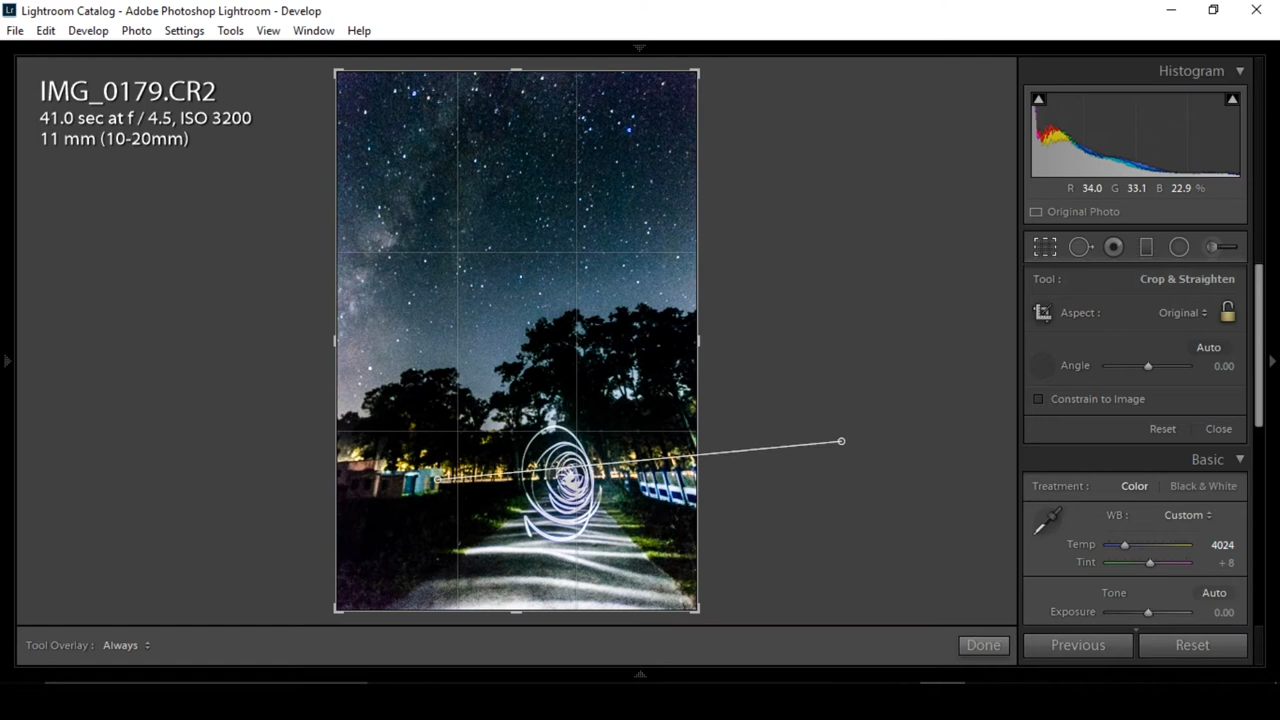 Lr Lightroom Catalog - Adobe Photoshop Lightroom - Develop
File Edit Develop Photo Settings Tools View Window Help
IMG_0179.CR2
41.0 sec at f / 4.5, ISO 3200
11 mm (10-20mm)
Histogram
R 34.0 G 33.1 B 22.9 %
Original Photo
Tool : Crop & Straighten
Aspect : Original
Auto
Angle 0.00
Constrain to Image
Reset Close
Basic
Treatment : Color Black & White
WB : Custom
Temp 4024
Tint + 8
Tone Auto
Exposure 0.00
Tool Overlay : Always Done Previous Reset